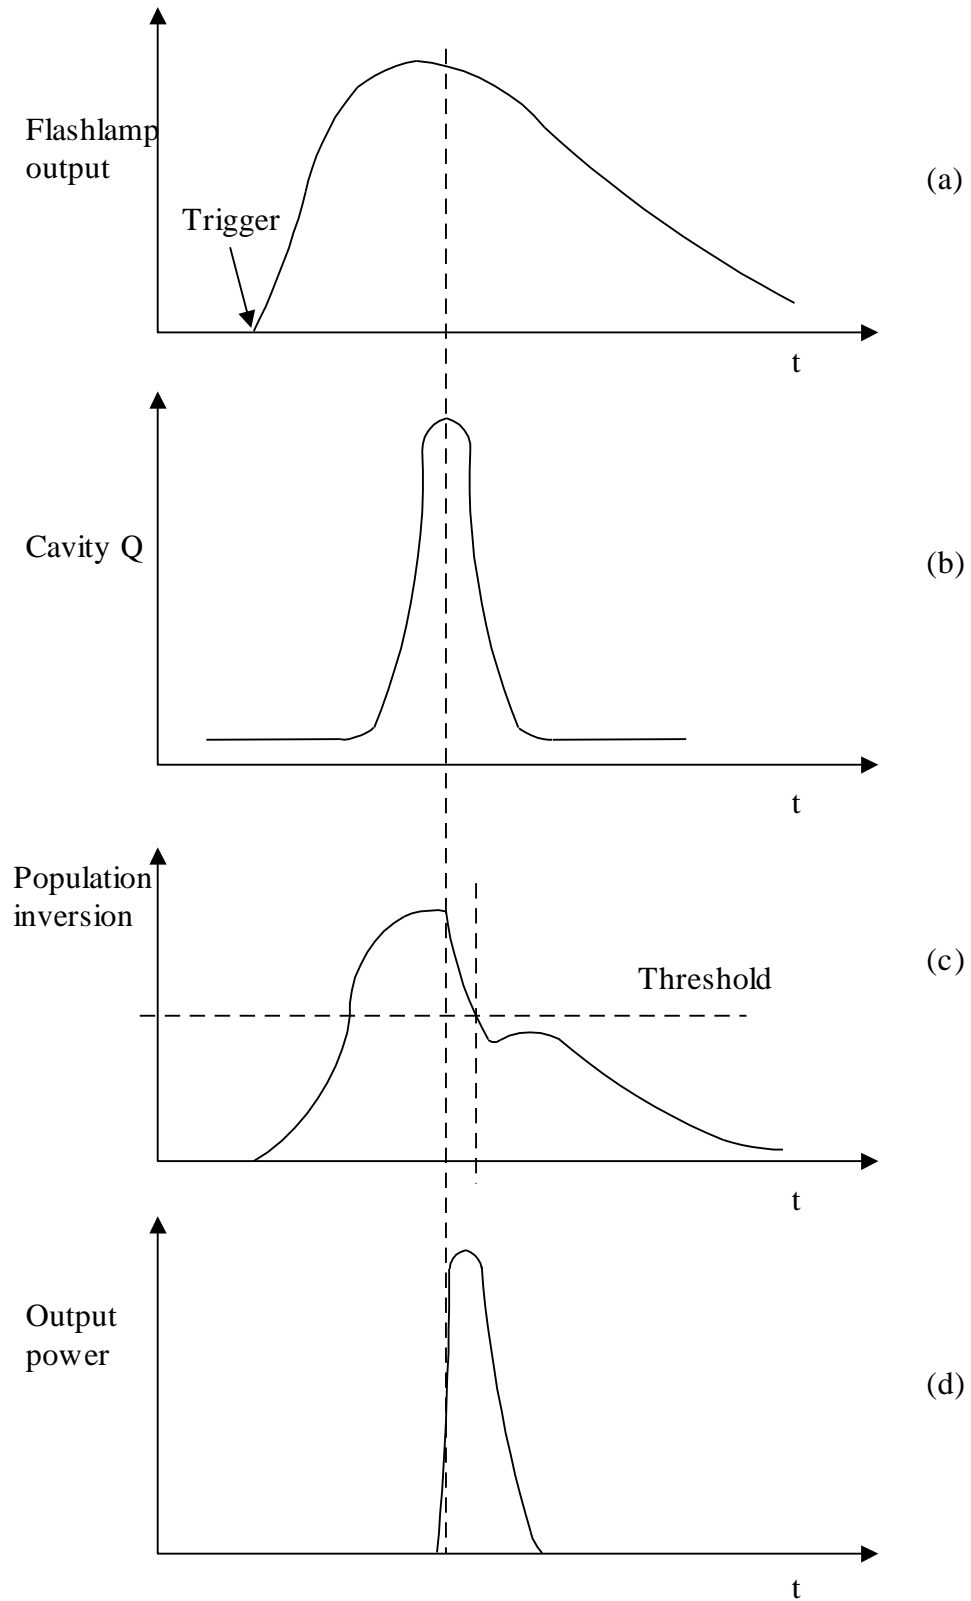 Flashlamp
output
(a)
Trigger
t
Cavity Q
(b)
t
Population
inversion
(c)
Threshold
t
Output
power
(d)
t